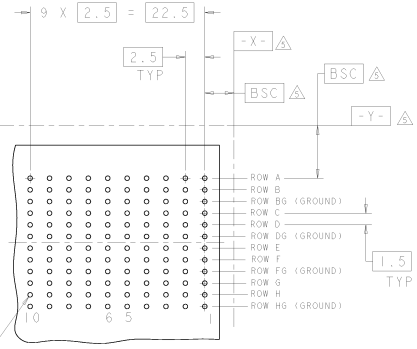 9 X 2.5 = 22.5
-X- 5
2.5
TYP
BSC 5
BSC 5
-Y- 5
ROW A
ROW B
ROW BG (GROUND)
ROW C
ROW D
ROW DG (GROUND)
ROW E
ROW F
ROW FG (GROUND)
ROW G
ROW H
ROW HG (GROUND)
1.5
TYP
10 6 5 1